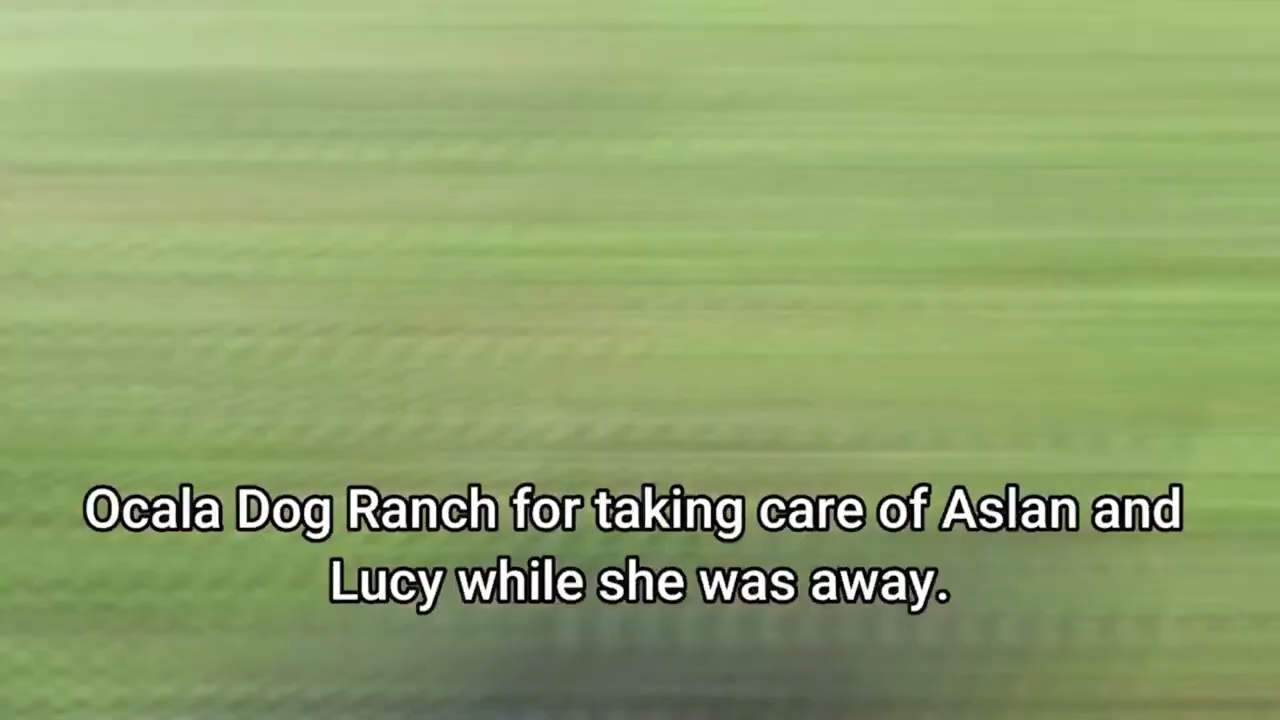 Ocala Dog Ranch for taking care of Aslan and
Lucy while she was away.